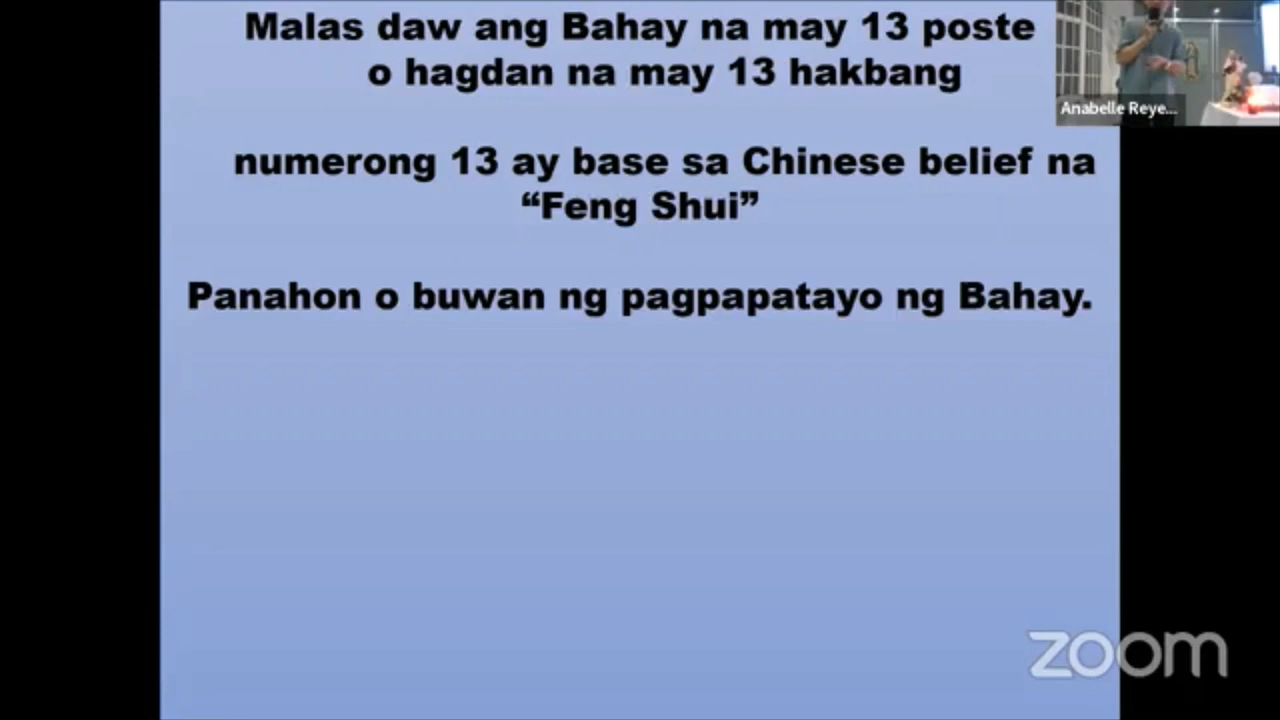 Malas daw ang Bahay na may 13 poste
o hagdan na may 13 hakbang
numerong 13 ay base sa Chinese belief na
“Feng Shui”
Panahon o buwan ng pagpapatayo ng Bahay.
Anabelle Reye...
zoom